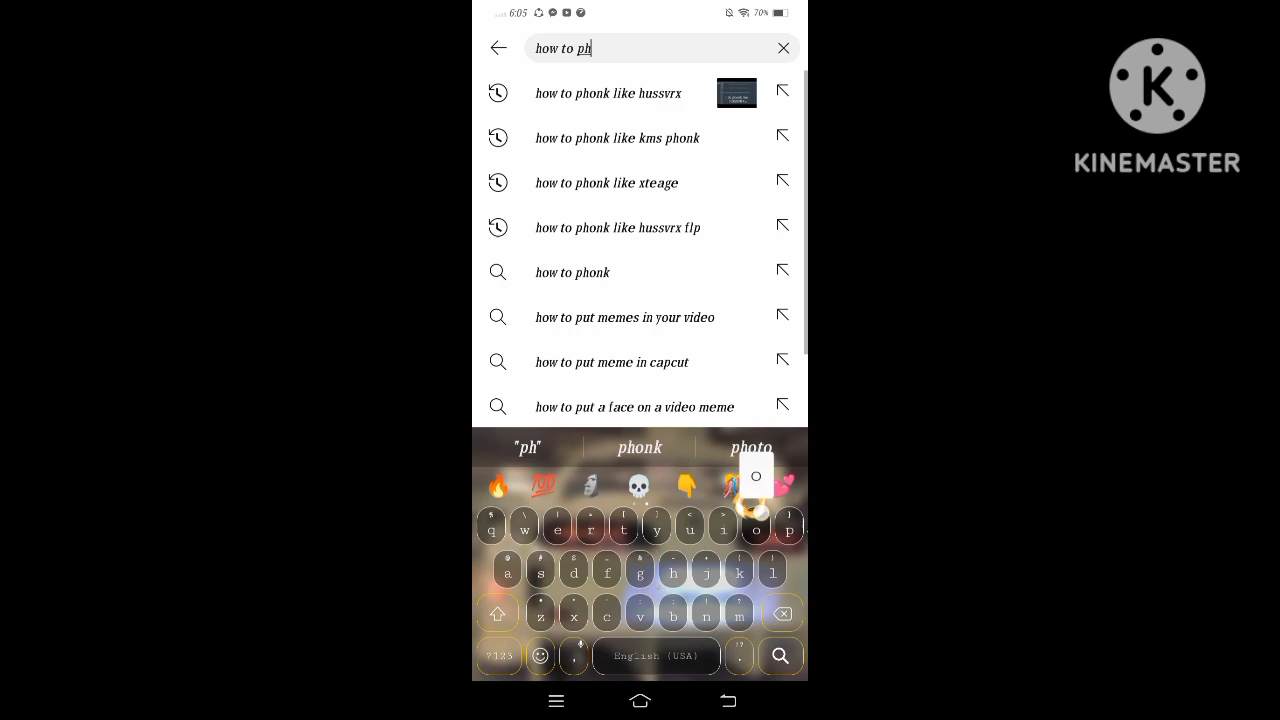 6:05
70%
how to ph
how to phonk like hussvrx
how to phonk like kms phonk
how to phonk like xteage
how to phonk like hussvrx flp
how to phonk
how to put memes in your video
how to put meme in capcut
how to put a face on a video meme
"ph" phonk photo
o
q w e r t y u i o p
a s d f g h j k l
z x c v b n m
?123 , English (USA) .
K
KINEMASTER